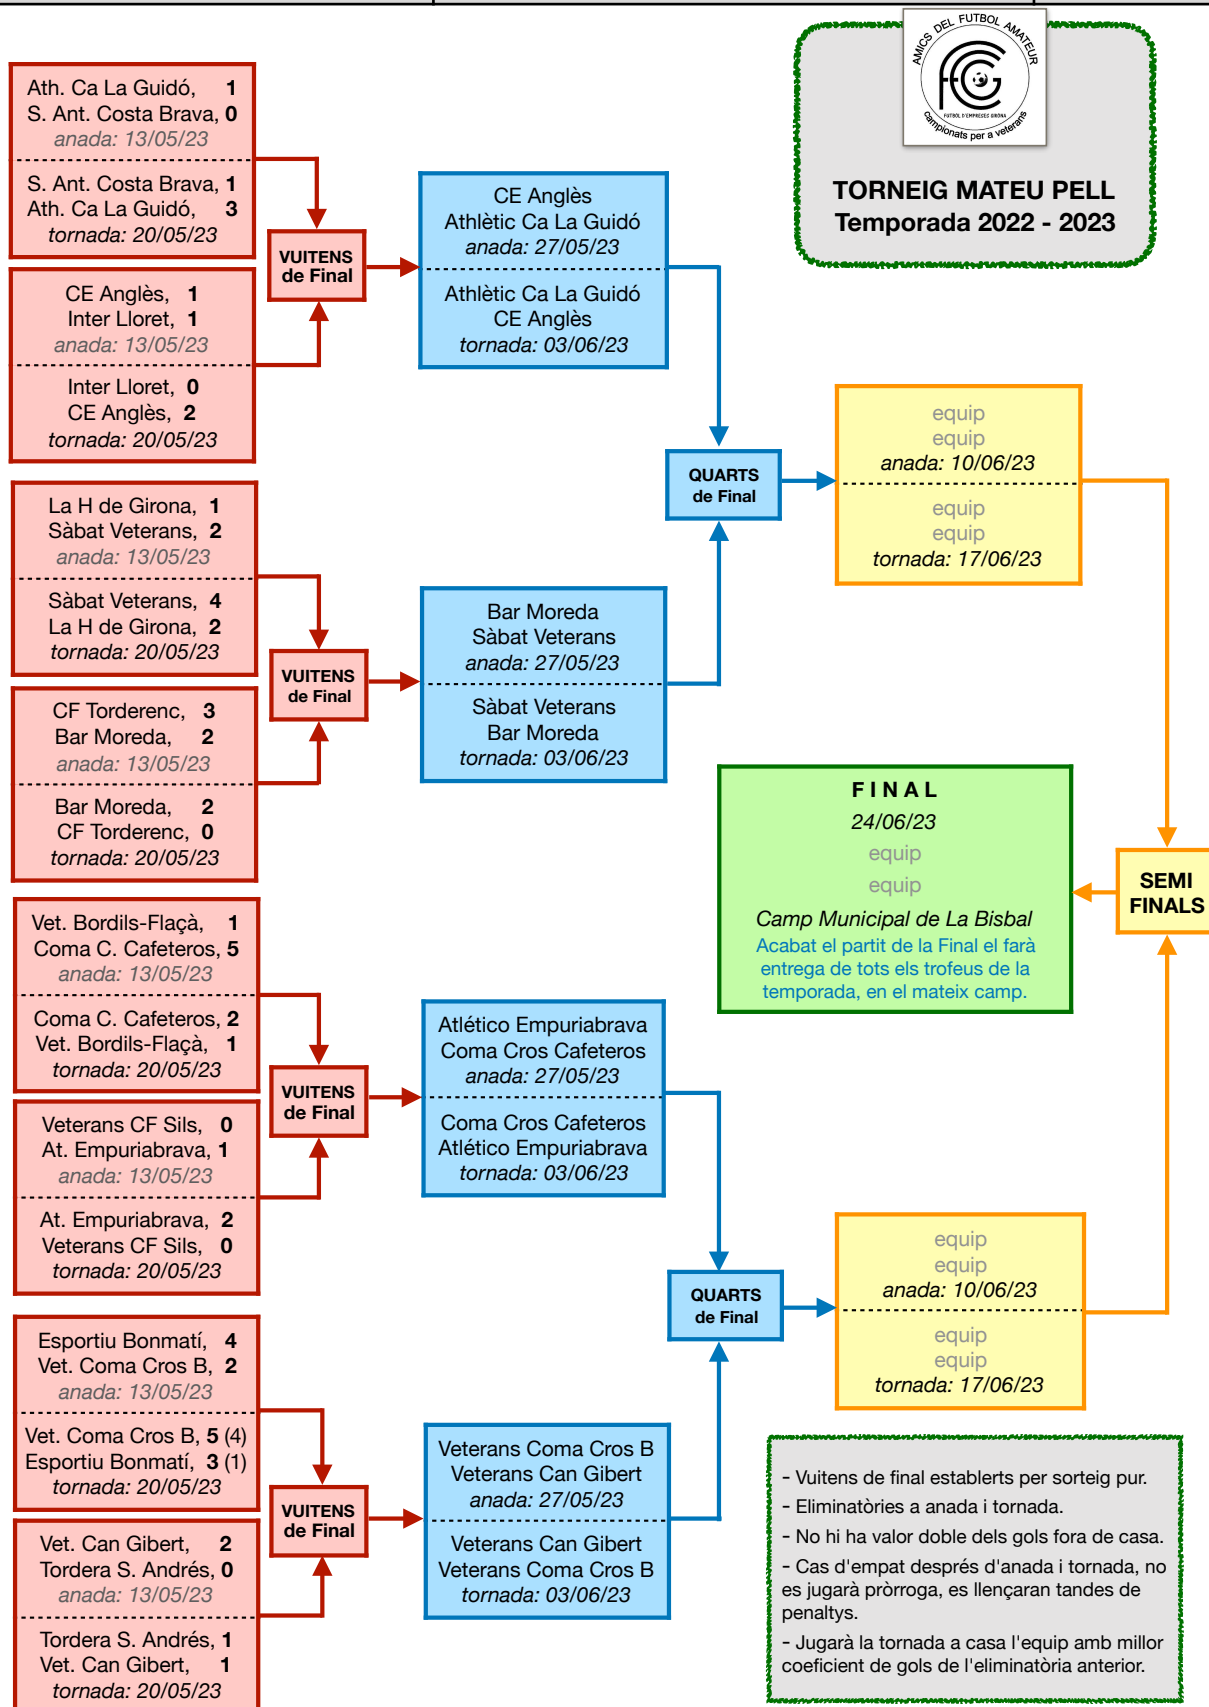 AMICS DEL FUTBOL AMATEUR
FUTBOL D'EMPRESES GIRONA
campionats per a veterans
TORNEIG MATEU PELL
Temporada 2022 - 2023
Ath. Ca La Guidó, 1
S. Ant. Costa Brava, 0
anada: 13/05/23
S. Ant. Costa Brava, 1
Ath. Ca La Guidó, 3
tornada: 20/05/23
CE Anglès, 1
Inter Lloret, 1
anada: 13/05/23
Inter Lloret, 0
CE Anglès, 2
tornada: 20/05/23
VUITENS
de Final
CE Anglès
Athlètic Ca La Guidó
anada: 27/05/23
Athlètic Ca La Guidó
CE Anglès
tornada: 03/06/23
La H de Girona, 1
Sàbat Veterans, 2
anada: 13/05/23
Sàbat Veterans, 4
La H de Girona, 2
tornada: 20/05/23
CF Torderenc, 3
Bar Moreda, 2
anada: 13/05/23
Bar Moreda, 2
CF Torderenc, 0
tornada: 20/05/23
VUITENS
de Final
Bar Moreda
Sàbat Veterans
anada: 27/05/23
Sàbat Veterans
Bar Moreda
tornada: 03/06/23
QUARTS
de Final
equip
equip
anada: 10/06/23
equip
equip
tornada: 17/06/23
FINAL
24/06/23
equip
equip
Camp Municipal de La Bisbal
Acabat el partit de la Final el farà
entrega de tots els trofeus de la
temporada, en el mateix camp.
SEMI
FINALS
Vet. Bordils-Flaçà, 1
Coma C. Cafeteros, 5
anada: 13/05/23
Coma C. Cafeteros, 2
Vet. Bordils-Flaçà, 1
tornada: 20/05/23
Veterans CF Sils, 0
At. Empuriabrava, 1
anada: 13/05/23
At. Empuriabrava, 2
Veterans CF Sils, 0
tornada: 20/05/23
VUITENS
de Final
Atlético Empuriabrava
Coma Cros Cafeteros
anada: 27/05/23
Coma Cros Cafeteros
Atlético Empuriabrava
tornada: 03/06/23
Esportiu Bonmatí, 4
Vet. Coma Cros B, 2
anada: 13/05/23
Vet. Coma Cros B, 5 (4)
Esportiu Bonmatí, 3 (1)
tornada: 20/05/23
Vet. Can Gibert, 2
Tordera S. Andrés, 0
anada: 13/05/23
Tordera S. Andrés, 1
Vet. Can Gibert, 1
tornada: 20/05/23
VUITENS
de Final
Veterans Coma Cros B
Veterans Can Gibert
anada: 27/05/23
Veterans Can Gibert
Veterans Coma Cros B
tornada: 03/06/23
QUARTS
de Final
equip
equip
anada: 10/06/23
equip
equip
tornada: 17/06/23
- Vuitens de final establerts per sorteig pur.
- Eliminatòries a anada i tornada.
- No hi ha valor doble dels gols fora de casa.
- Cas d'empat després d'anada i tornada, no
es jugarà pròrroga, es llençaran tandes de
penaltys.
- Jugarà la tornada a casa l'equip amb millor
coeficient de gols de l'eliminatòria anterior.